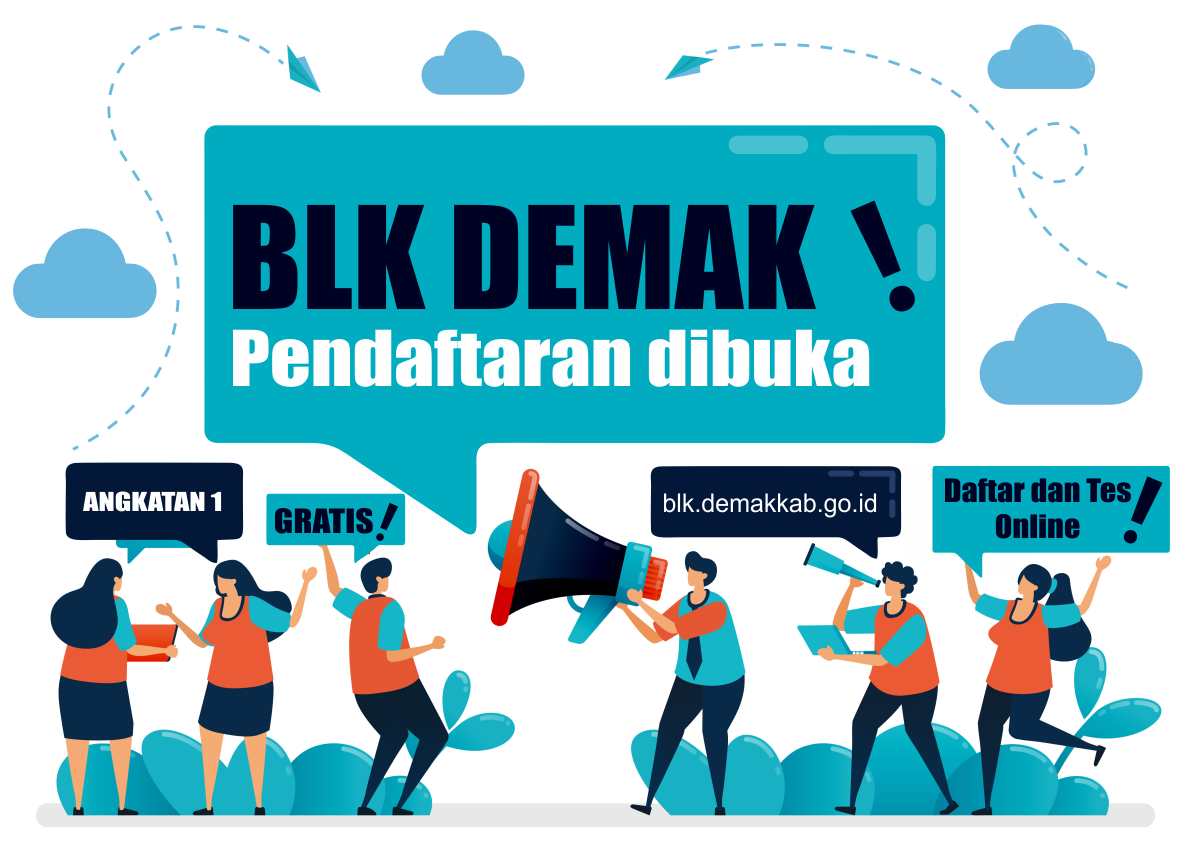 BLK DEMAK !
Pendaftaran dibuka
ANGKATAN 1
GRATIS !
blk.demakkab.go.id
Daftar dan Tes
Online !